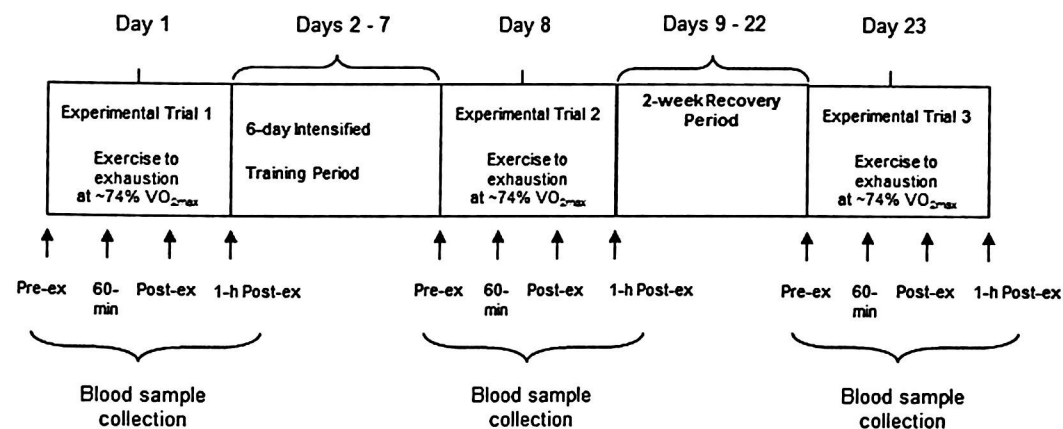 Day 1
Days 2 - 7
Day 8
Days 9 - 22
Day 23
Experimental Trial 1
Exercise to
exhaustion
at ~74% VO2max
6-day Intensified
Training Period
Experimental Trial 2
Exercise to
exhaustion
at ~74% VO2max
2-week Recovery
Period
Experimental Trial 3
Exercise to
exhaustion
at ~74% VO2max
Pre-ex
60-
min
Post-ex
1-h Post-ex
Pre-ex
60-
min
Post-ex
1-h Post-ex
Pre-ex
60-
min
Post-ex
1-h Post-ex
Blood sample
collection
Blood sample
collection
Blood sample
collection